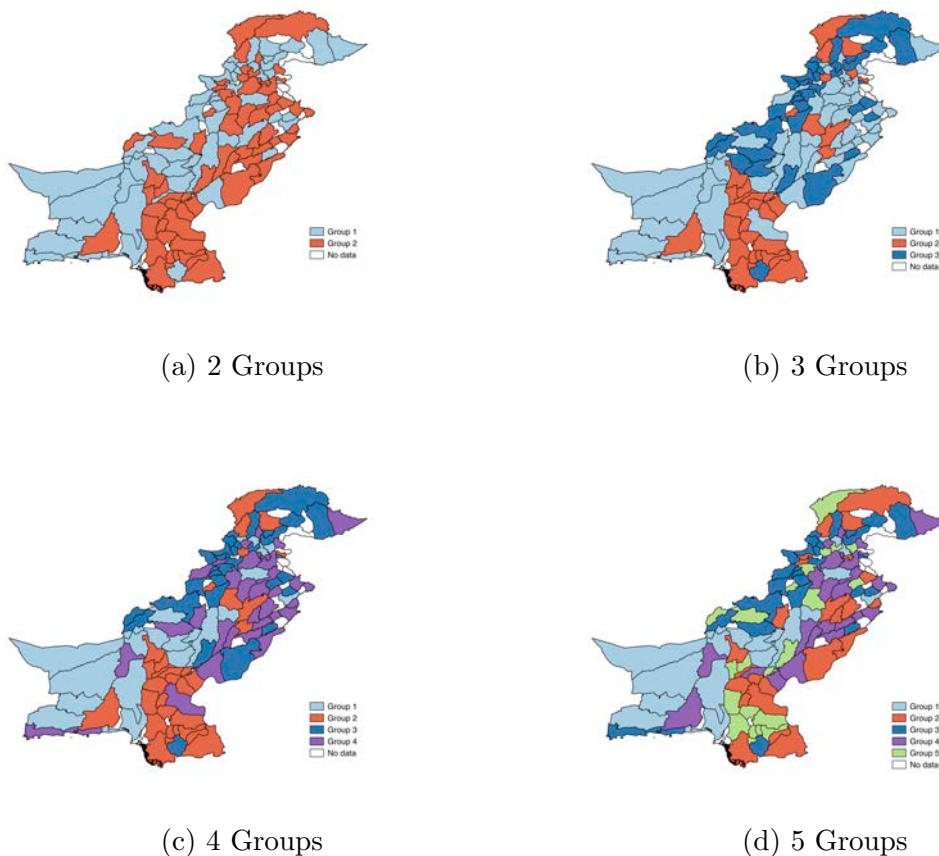 Group 1
Group 2
No data
(a) 2 Groups
Group 1
Group 2
Group 3
No data
(b) 3 Groups
Group 1
Group 2
Group 3
Group 4
No data
(c) 4 Groups
Group 1
Group 2
Group 3
Group 4
Group 5
No data
(d) 5 Groups